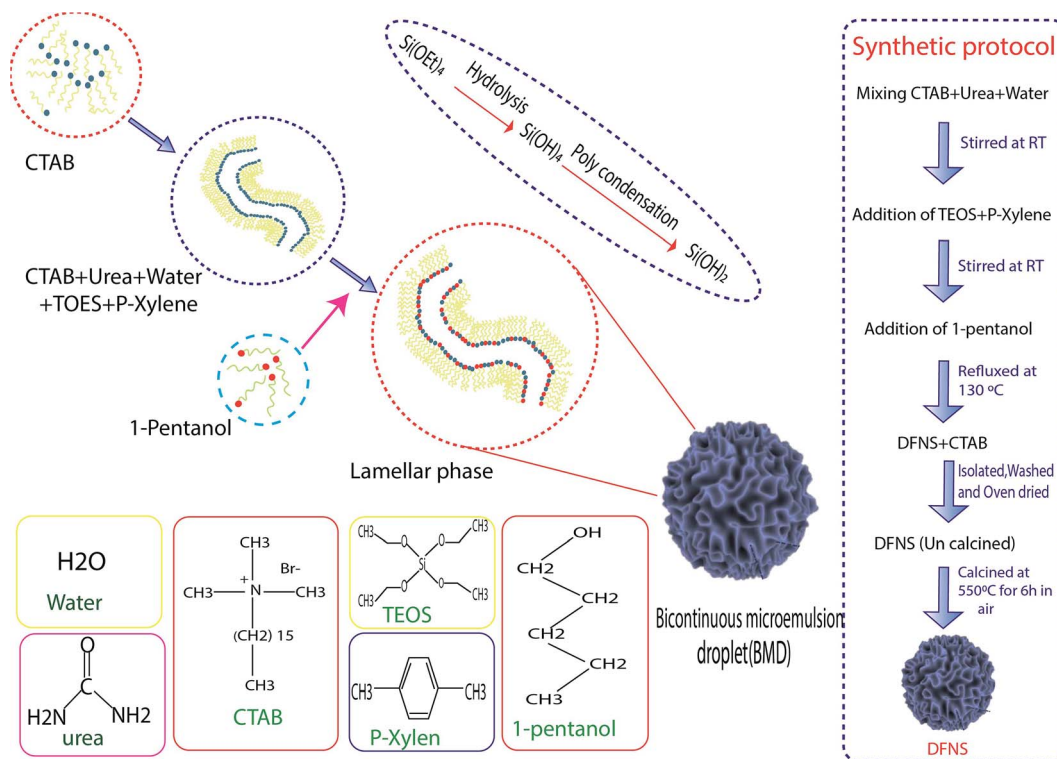 CTAB
CTAB+Urea+Water
+TOES+P-Xylene
1-Pentanol
Lamellar phase
Si(OEt)₄
Hydrolysis
Si(OH)₄
Poly condensation
Si(OH)₂
Bicontinuous microemulsion
droplet(BMD)
H2O
Water
O
C
H2N
NH2
urea
CH3
Br-
+
CH3
N
CH3
(CH2) 15
CH3
CTAB
CH3
CH3
O
O
Si
O
O
CH3
CH3
TEOS
CH3
CH3
P-Xylen
OH
CH2
CH2
CH2
CH2
CH3
1-pentanol
Synthetic protocol
Mixing CTAB+Urea+Water
Stirred at RT
Addition of TEOS+P-Xylene
Stirred at RT
Addition of 1-pentanol
Refluxed at
130 ºC
DFNS+CTAB
Isolated,Washed
and Oven dried
DFNS (Un calcined)
Calcined at
550ºC for 6h in
air
DFNS